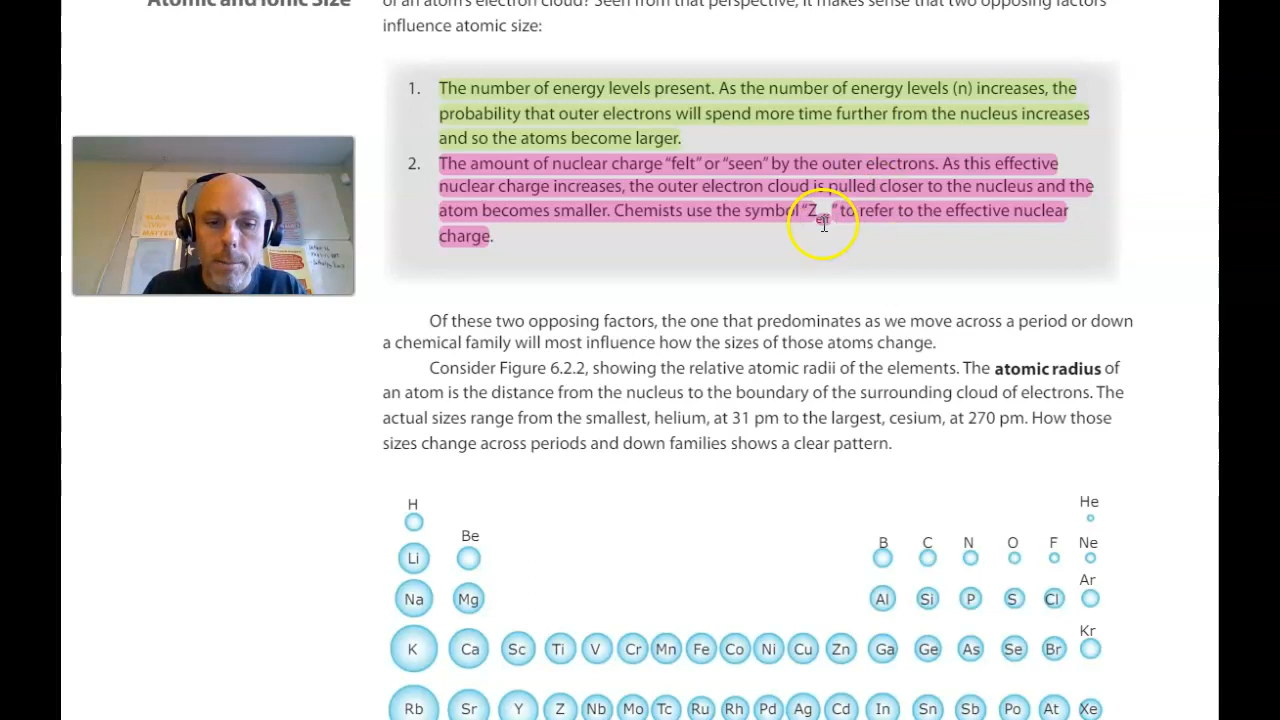 Atomic and Ionic Size
of an atom's electron cloud? Seen from that perspective, it makes sense that two opposing factors
influence atomic size:
1. The number of energy levels present. As the number of energy levels (n) increases, the
probability that outer electrons will spend more time further from the nucleus increases
and so the atoms become larger.
2. The amount of nuclear charge “felt” or “seen” by the outer electrons. As this effective
nuclear charge increases, the outer electron cloud is pulled closer to the nucleus and the
atom becomes smaller. Chemists use the symbol “Zeff” to refer to the effective nuclear
charge.
Of these two opposing factors, the one that predominates as we move across a period or down
a chemical family will most influence how the sizes of those atoms change.
Consider Figure 6.2.2, showing the relative atomic radii of the elements. The atomic radius of
an atom is the distance from the nucleus to the boundary of the surrounding cloud of electrons. The
actual sizes range from the smallest, helium, at 31 pm to the largest, cesium, at 270 pm. How those
sizes change across periods and down families shows a clear pattern.
H He
Be B C N O F Ne
Li
Ar
Na Mg Al Si P S Cl
Kr
K Ca Sc Ti V Cr Mn Fe Co Ni Cu Zn Ga Ge As Se Br
Rb Sr Y Z Nb Mo Tc Ru Rh Pd Ag Cd In Sn Sb Po At Xe